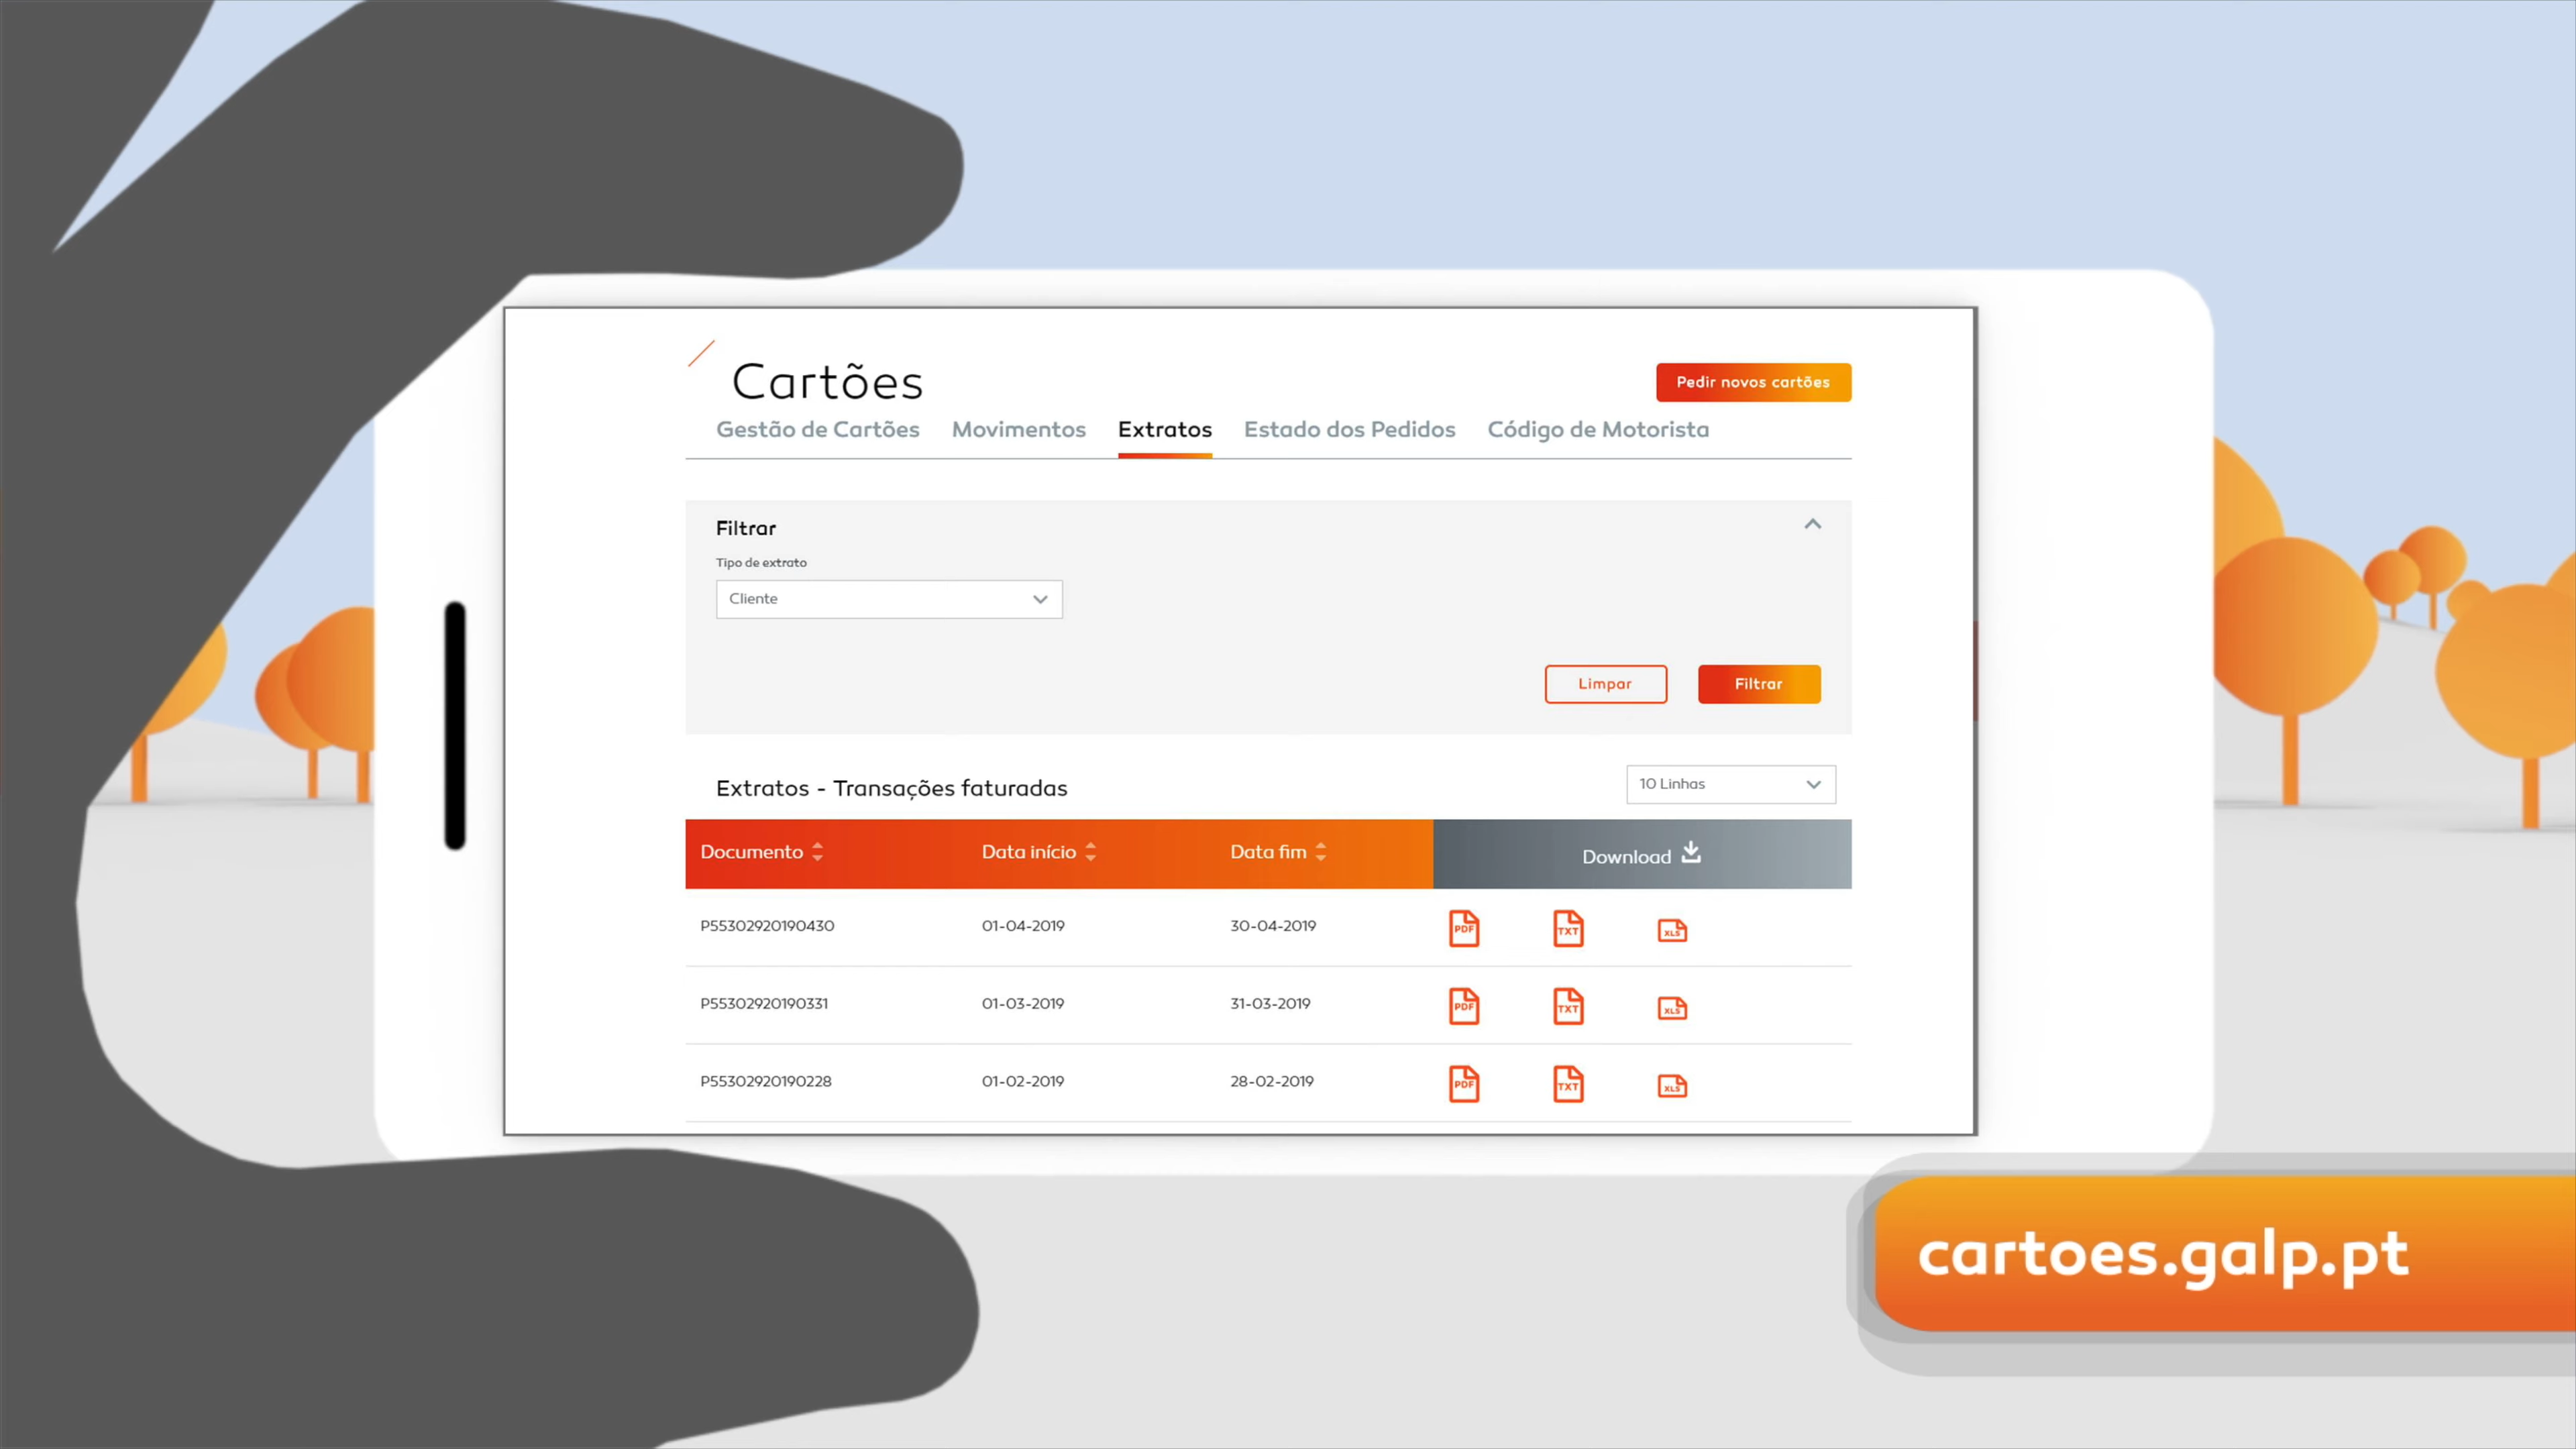 Cartões
Pedir novos cartões
Gestão de Cartões Movimentos Extratos Estado dos Pedidos Código de Motorista
Filtrar
Tipo de extrato
Cliente
Limpar Filtrar
Extratos - Transações faturadas
10 Linhas
Documento Data início Data fim Download
P55302920190430 01-04-2019 30-04-2019 PDF TXT XLS
P55302920190331 01-03-2019 31-03-2019 PDF TXT XLS
P55302920190228 01-02-2019 28-02-2019 PDF TXT XLS
cartoes.galp.pt